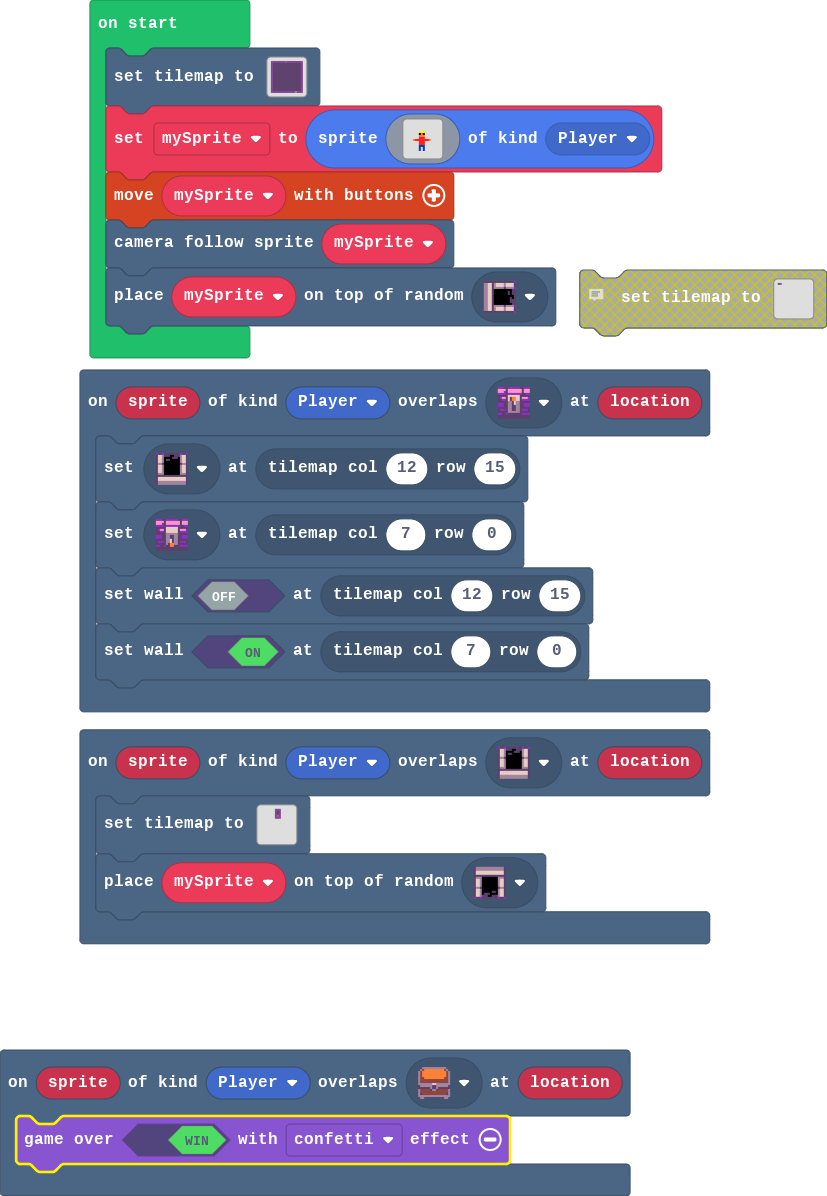 on start
set tilemap to
set mySprite to sprite of kind Player
move mySprite with buttons
camera follow sprite mySprite
place mySprite on top of random
set tilemap to
on sprite of kind Player overlaps at location
set at tilemap col 12 row 15
set at tilemap col 7 row 0
set wall OFF at tilemap col 12 row 15
set wall ON at tilemap col 7 row 0
on sprite of kind Player overlaps at location
set tilemap to
place mySprite on top of random
on sprite of kind Player overlaps at location
game over WIN with confetti effect